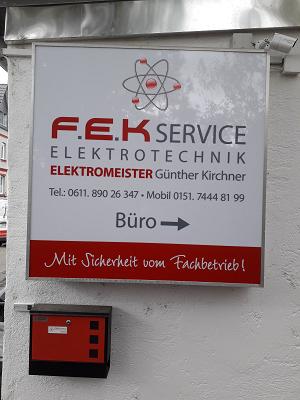 F.E.K SERVICE
ELEKTROTECHNIK
ELEKTROMEISTER Günther Kirchner
Tel.: 0611. 890 26 347 • Mobil 0151. 7444 81 99
Büro →
Mit Sicherheit vom Fachbetrieb!